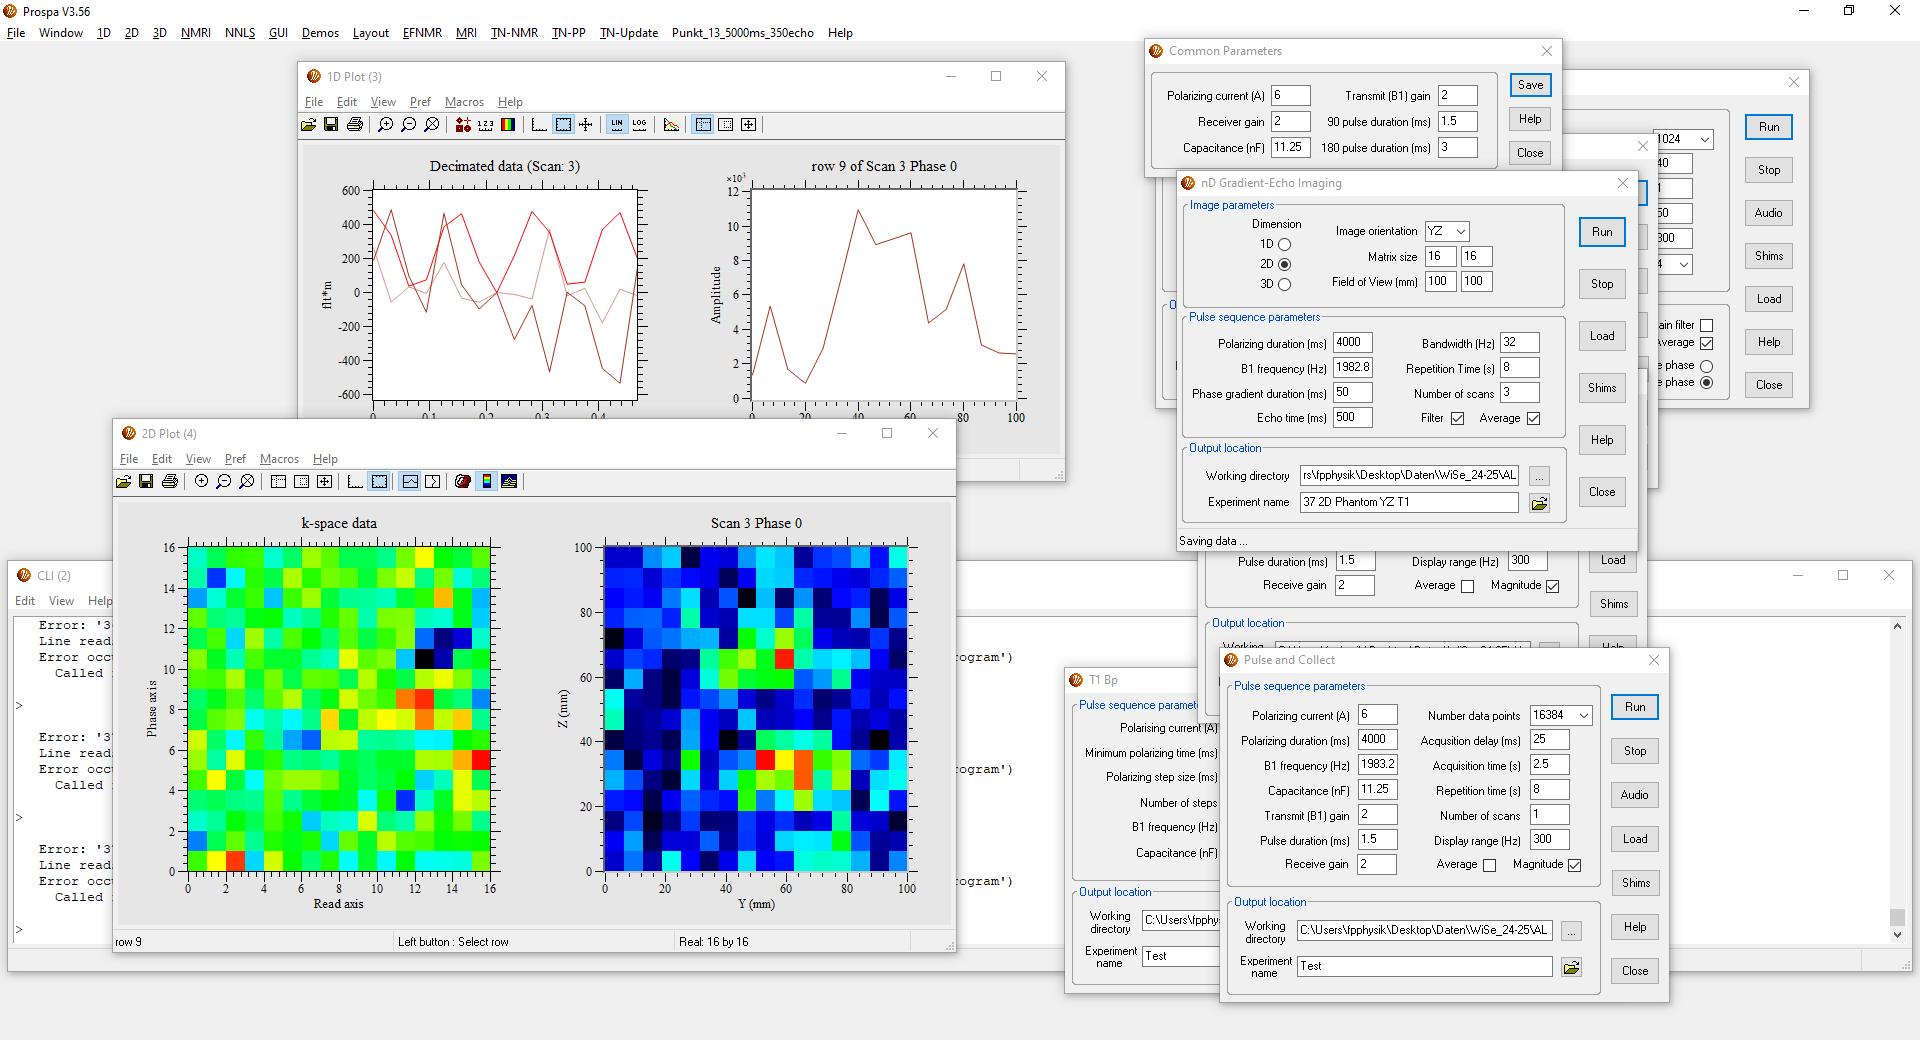 Prospa V3.56
File Window 1D 2D 3D NMRI NNLS GUI Demos Layout EFNMR MRI TN-NMR TN-PP TN-Update Punkt_13_5000ms_350echo Help
1D Plot (3)
File Edit View Pref Macros Help
1 2 3
LIN
LOG
Decimated data (Scan: 3)
600
400
200
0
-200
-400
-600
flt*m
0 0.1 0.2 0.3 0.4
row 9 of Scan 3 Phase 0
×10³
12
10
8
6
4
2
0
Amplitude
0 20 40 60 80 100
2D Plot (4)
File Edit View Pref Macros Help
k-space data
16
14
12
10
8
6
4
2
0
Phase axis
0 2 4 6 8 10 12 14 16
Read axis
Scan 3 Phase 0
100
80
60
40
20
0
Z (mm)
0 20 40 60 80 100
Y (mm)
row 9
Left button : Select row
Real: 16 by 16
CLI (2)
Edit View Help
Error: '3
Line read
Error occu
Called
ogram')
>
Error: '3
Line read
Error occu
Called
ogram')
>
Error: '3
Line read
Error occu
Called
ogram')
>
Common Parameters
Polarizing current (A) 6 Transmit (B1) gain 2
Receiver gain 2 90 pulse duration (ms) 1.5
Capacitance (nF) 11.25 180 pulse duration (ms) 3
Save
Help
Close
1024
40
1
300
Run
Stop
Audio
Shims
Load
Help
Close
ain filter
verage
e phase
e phase
nD Gradient-Echo Imaging
Image parameters
Dimension
1D
2D
3D
Image orientation YZ
Matrix size 16 16
Field of View (mm) 100 100
Pulse sequence parameters
Polarizing duration (ms) 4000 Bandwidth (Hz) 32
B1 frequency (Hz) 1982.8 Repetition Time (s) 8
Phase gradient duration (ms) 50 Number of scans 3
Echo time (ms) 500 Filter Average
Output location
Working directory rs\fpphysik\Desktop\Daten\WiSe_24-25\AL ...
Experiment name 37 2D Phantom YZ T1
Saving data ...
Run
Stop
Load
Shims
Help
Close
Pulse duration (ms) 1.5 Display range (Hz) 300
Receive gain 2 Average Magnitude
Output location
Load
Shims
T1 Bp
Pulse sequence paramete
Polarising current (A)
Minimum polarizing time (ms)
Polarizing step size (ms)
Number of steps
B1 frequency (Hz)
Capacitance (nF)
Output location
Working directory C:\Users\fpphys
Experiment name Test
Pulse and Collect
Pulse sequence parameters
Polarizing current (A) 6 Number data points 16384
Polarizing duration (ms) 4000 Acqusition delay (ms) 25
B1 frequency (Hz) 1983.2 Acquisition time (s) 2.5
Capacitance (nF) 11.25 Repetition time (s) 8
Transmit (B1) gain 2 Number of scans 1
Pulse duration (ms) 1.5 Display range (Hz) 300
Receive gain 2 Average Magnitude
Output location
Working directory C:\Users\fpphysik\Desktop\Daten\WiSe_24-25\AL ...
Experiment name Test
Run
Stop
Audio
Load
Shims
Help
Close